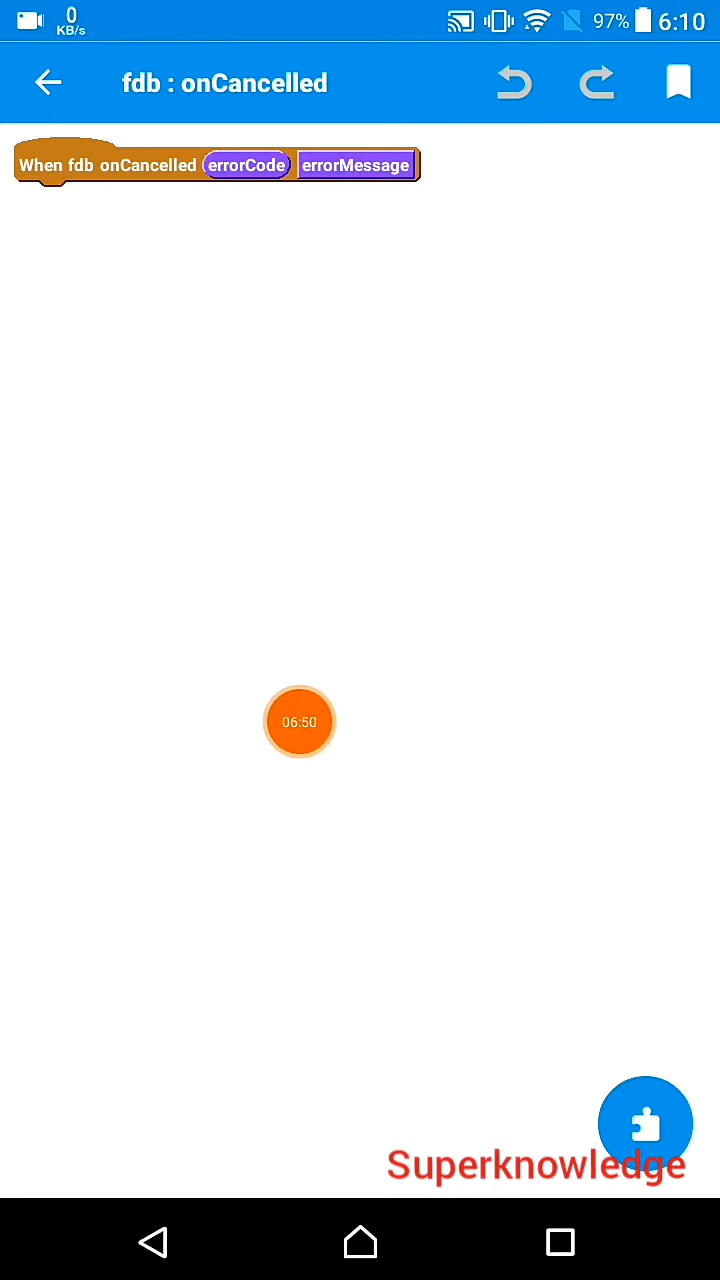 0
KB/s
97%
6:10
fdb : onCancelled
When fdb onCancelled errorCode errorMessage
06:50
Superknowledge